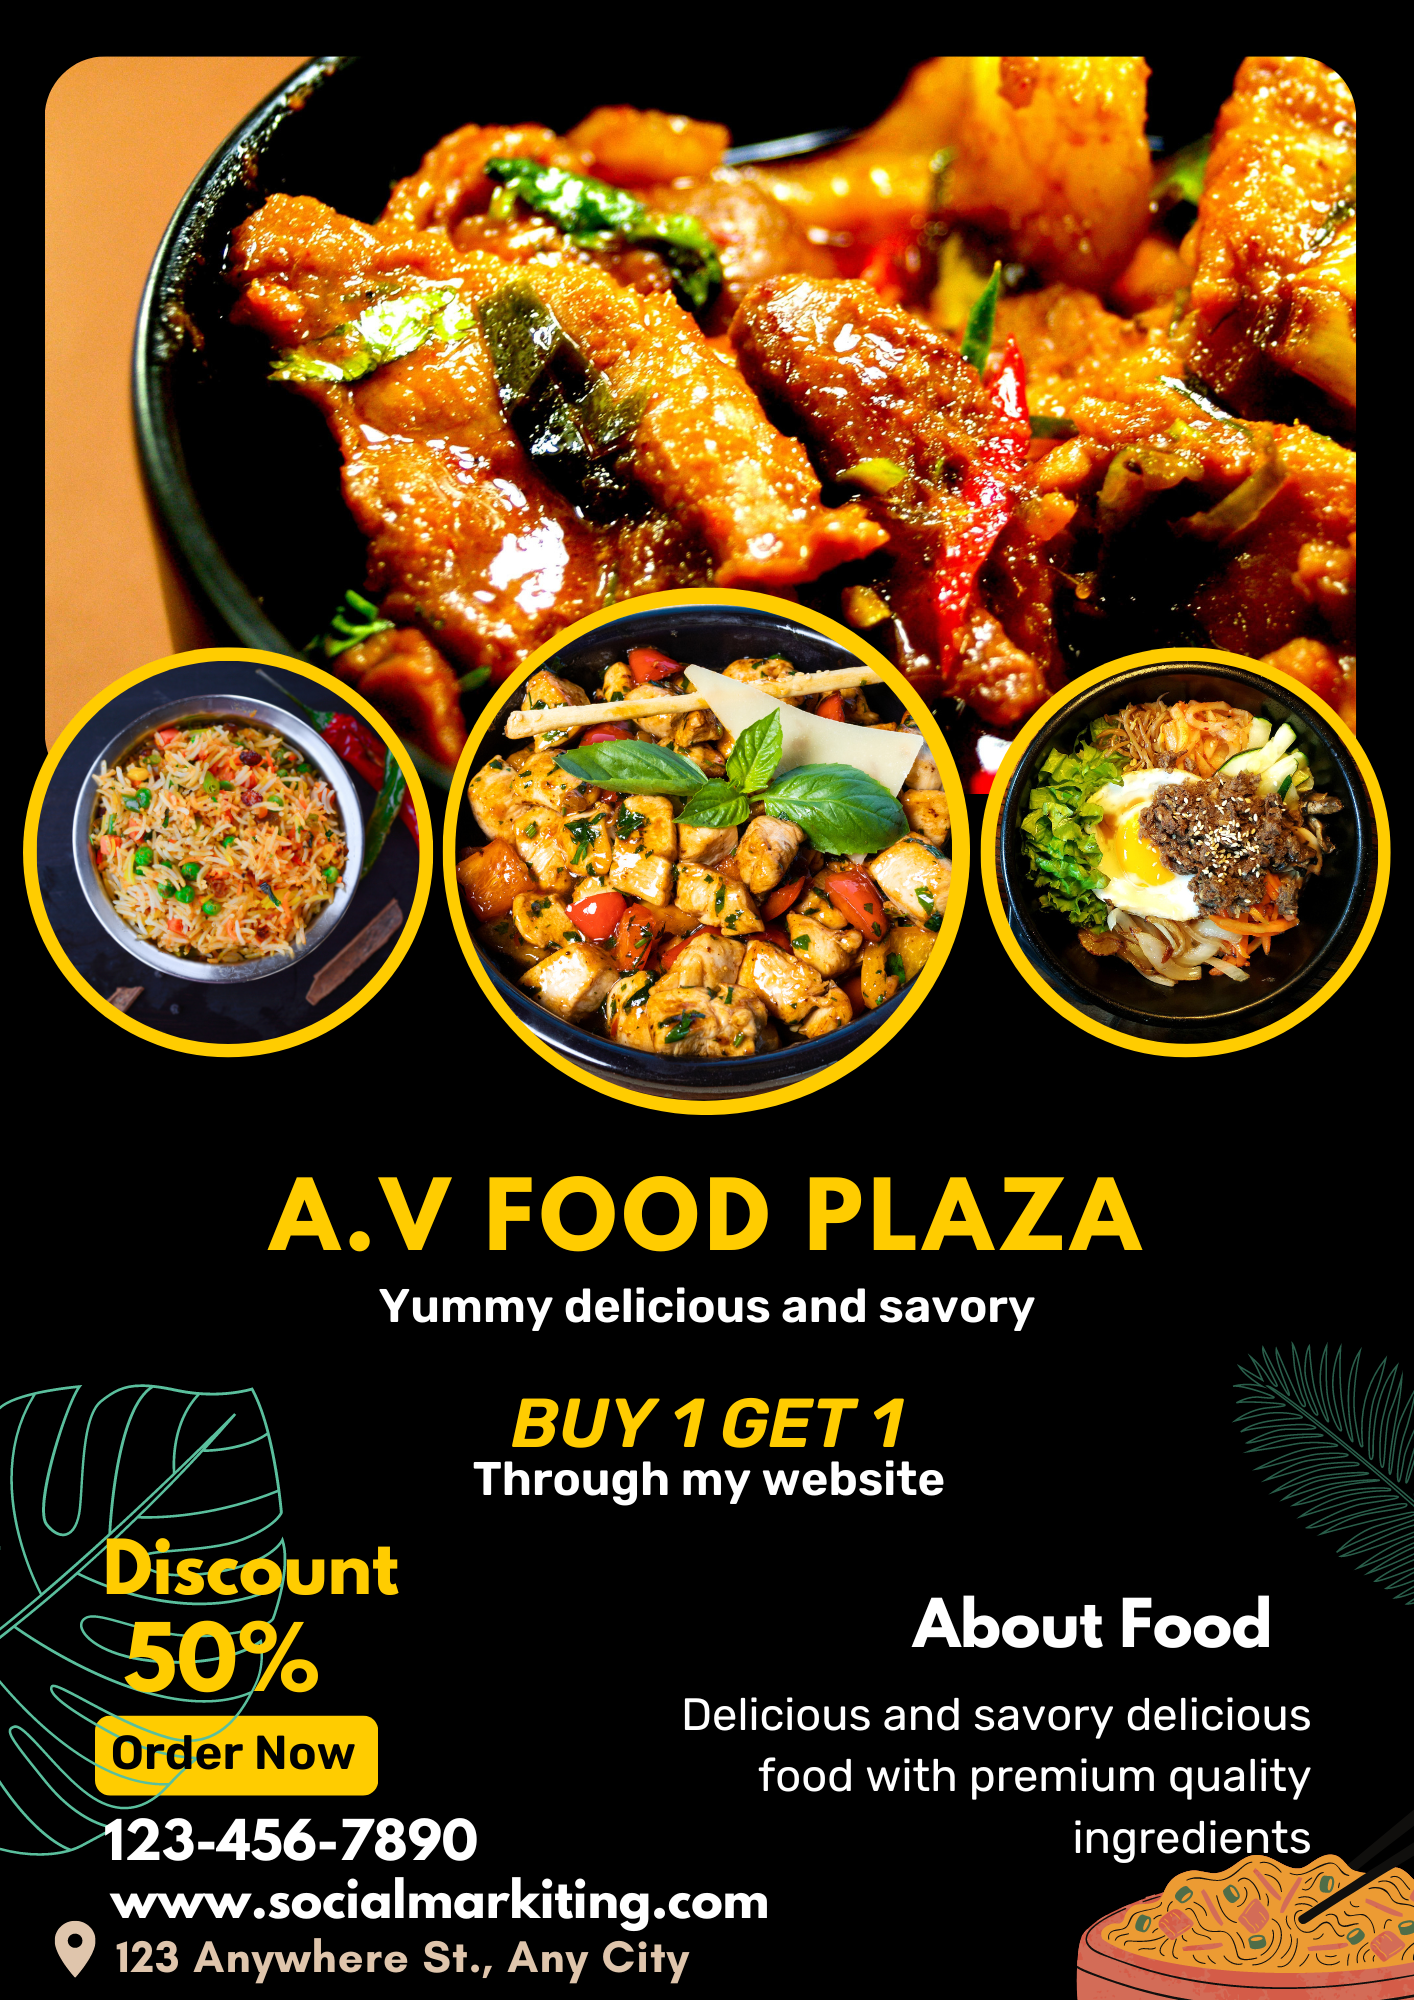 A.V FOOD PLAZA
Yummy delicious and savory
BUY 1 GET 1
Through my website
Discount
50%
Order Now
123-456-7890
www.socialmarkiting.com
123 Anywhere St., Any City
About Food
Delicious and savory delicious
food with premium quality
ingredients